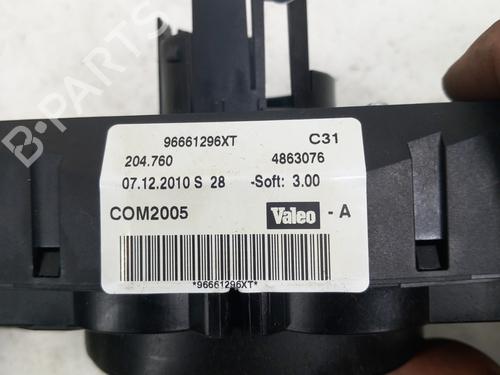 96661296XT C31
204.760 4863076
07.12.2010 S 28 -Soft: 3.00
COM2005 Valeo - A
*96661296XT*
B-PARTS